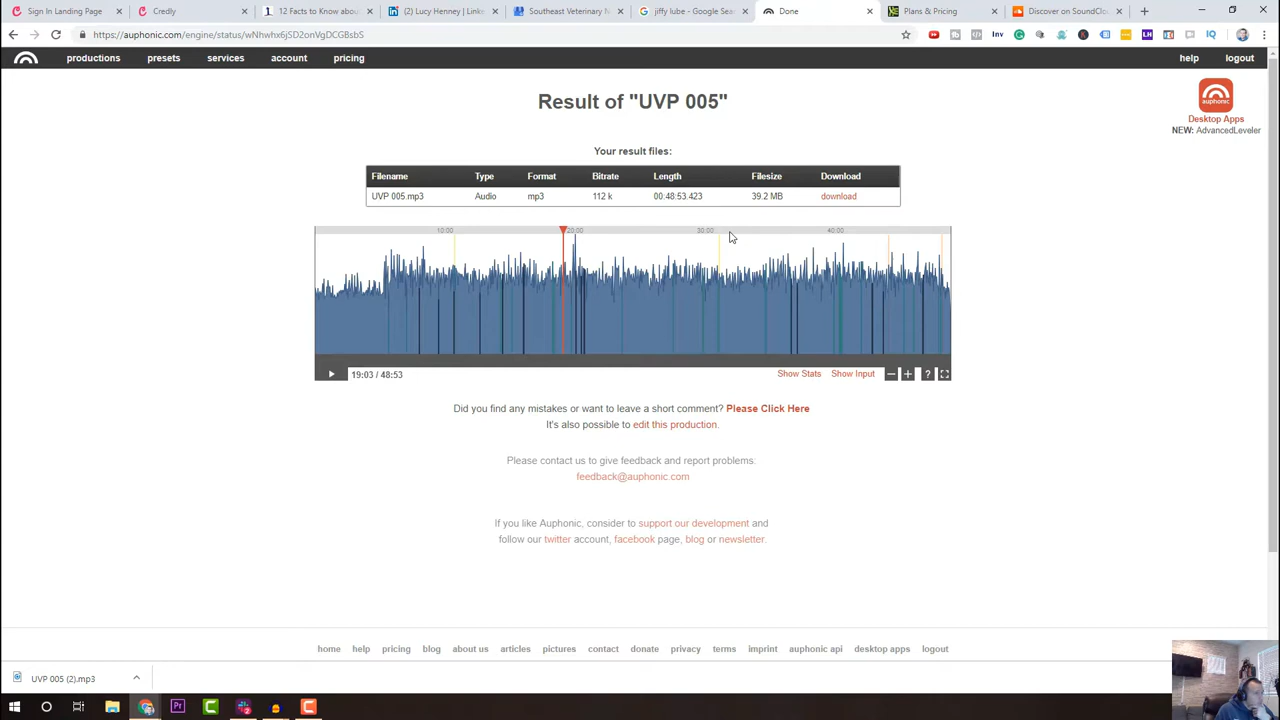 Sign In Landing Page
Credly
12 Facts to Know abou
(12) Lucy Henney | Link
Southeast Veterinary N
jiffy lube - Google Sea
Done
Plans & Pricing
Discover on SoundClou
https://auphonic.com/engine/status/wNhwhx6jSD2onVgDCGBsbS
productions
presets
services
account
pricing
help
logout
Result of "UVP 005"
auphonic
Desktop Apps
NEW: AdvancedLeveler
Your result files:
Filename Type Format Bitrate Length Filesize Download
UVP 005.mp3 Audio mp3 112 k 00:48:53.423 39.2 MB download
10:00 20:00 30:00 40:00
19:03 / 48:53
Show Stats Show Input − + ?
Did you find any mistakes or want to leave a short comment? Please Click Here
It's also possible to edit this production.
Please contact us to give feedback and report problems:
feedback@auphonic.com
If you like Auphonic, consider to support our development and
follow our twitter account, facebook page, blog or newsletter.
home help pricing blog about us articles pictures contact donate privacy terms imprint auphonic api desktop apps logout
UVP 005 (2).mp3